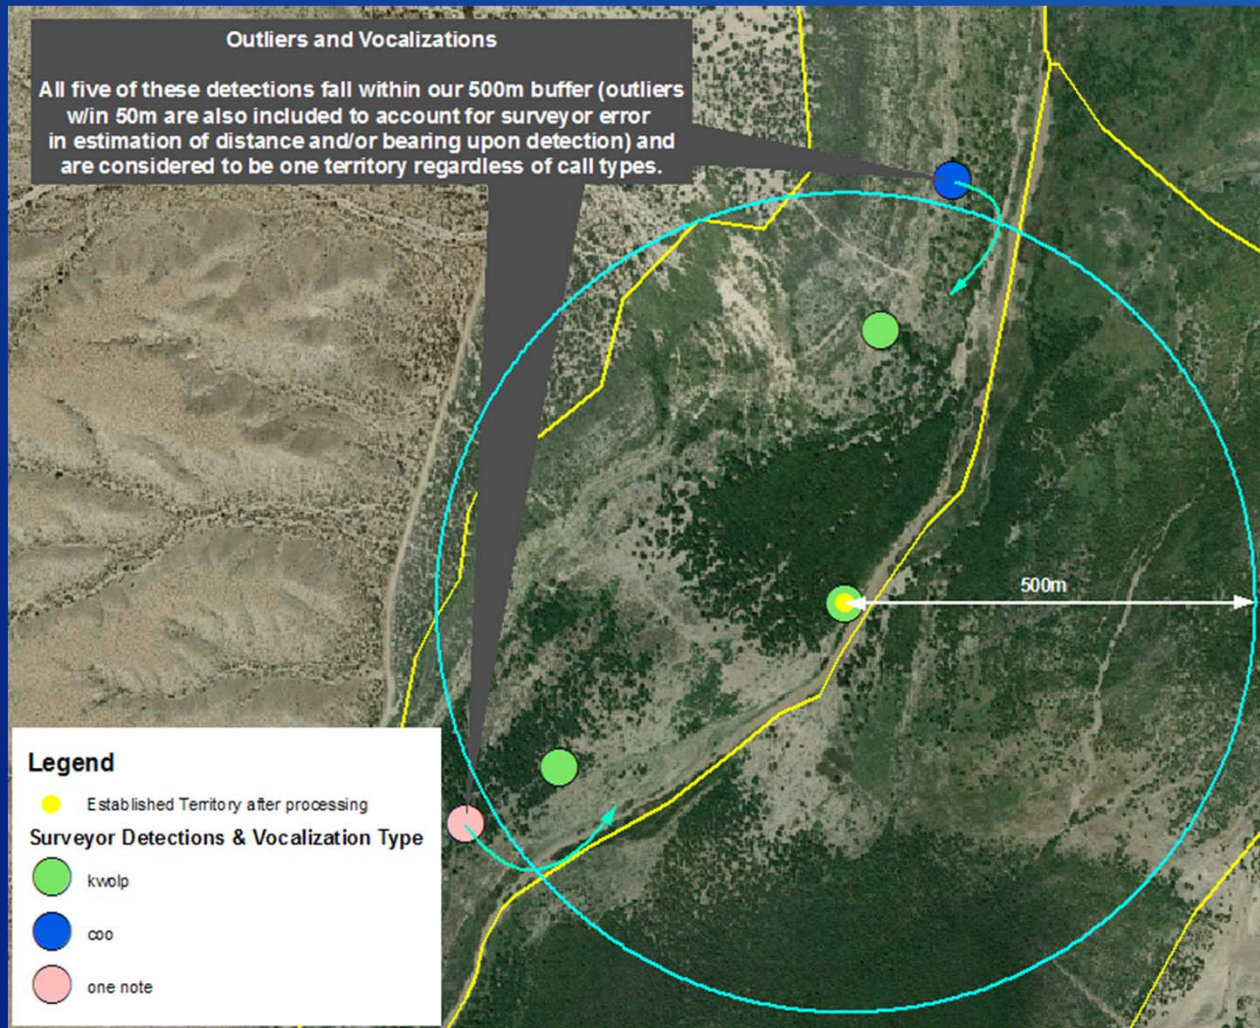 Outliers and Vocalizations
All five of these detections fall within our 500m buffer (outliers
w/in 50m are also included to account for surveyor error
in estimation of distance and/or bearing upon detection) and
are considered to be one territory regardless of call types.
500m
Legend
Established Territory after processing
Surveyor Detections & Vocalization Type
kwolp
coo
one note